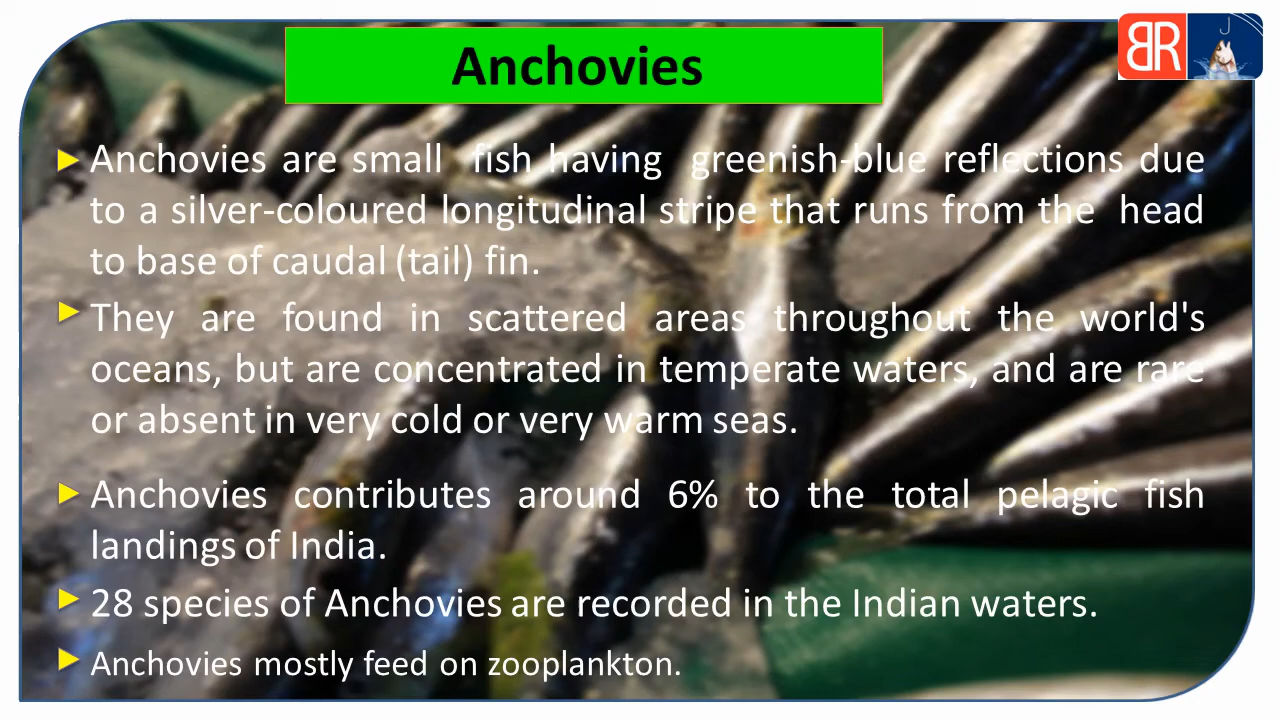 Anchovies
BR
Anchovies are small fish having greenish-blue reflections due
to a silver-coloured longitudinal stripe that runs from the head
to base of caudal (tail) fin.
They are found in scattered areas throughout the world's
oceans, but are concentrated in temperate waters, and are rare
or absent in very cold or very warm seas.
Anchovies contributes around 6% to the total pelagic fish
landings of India.
28 species of Anchovies are recorded in the Indian waters.
Anchovies mostly feed on zooplankton.